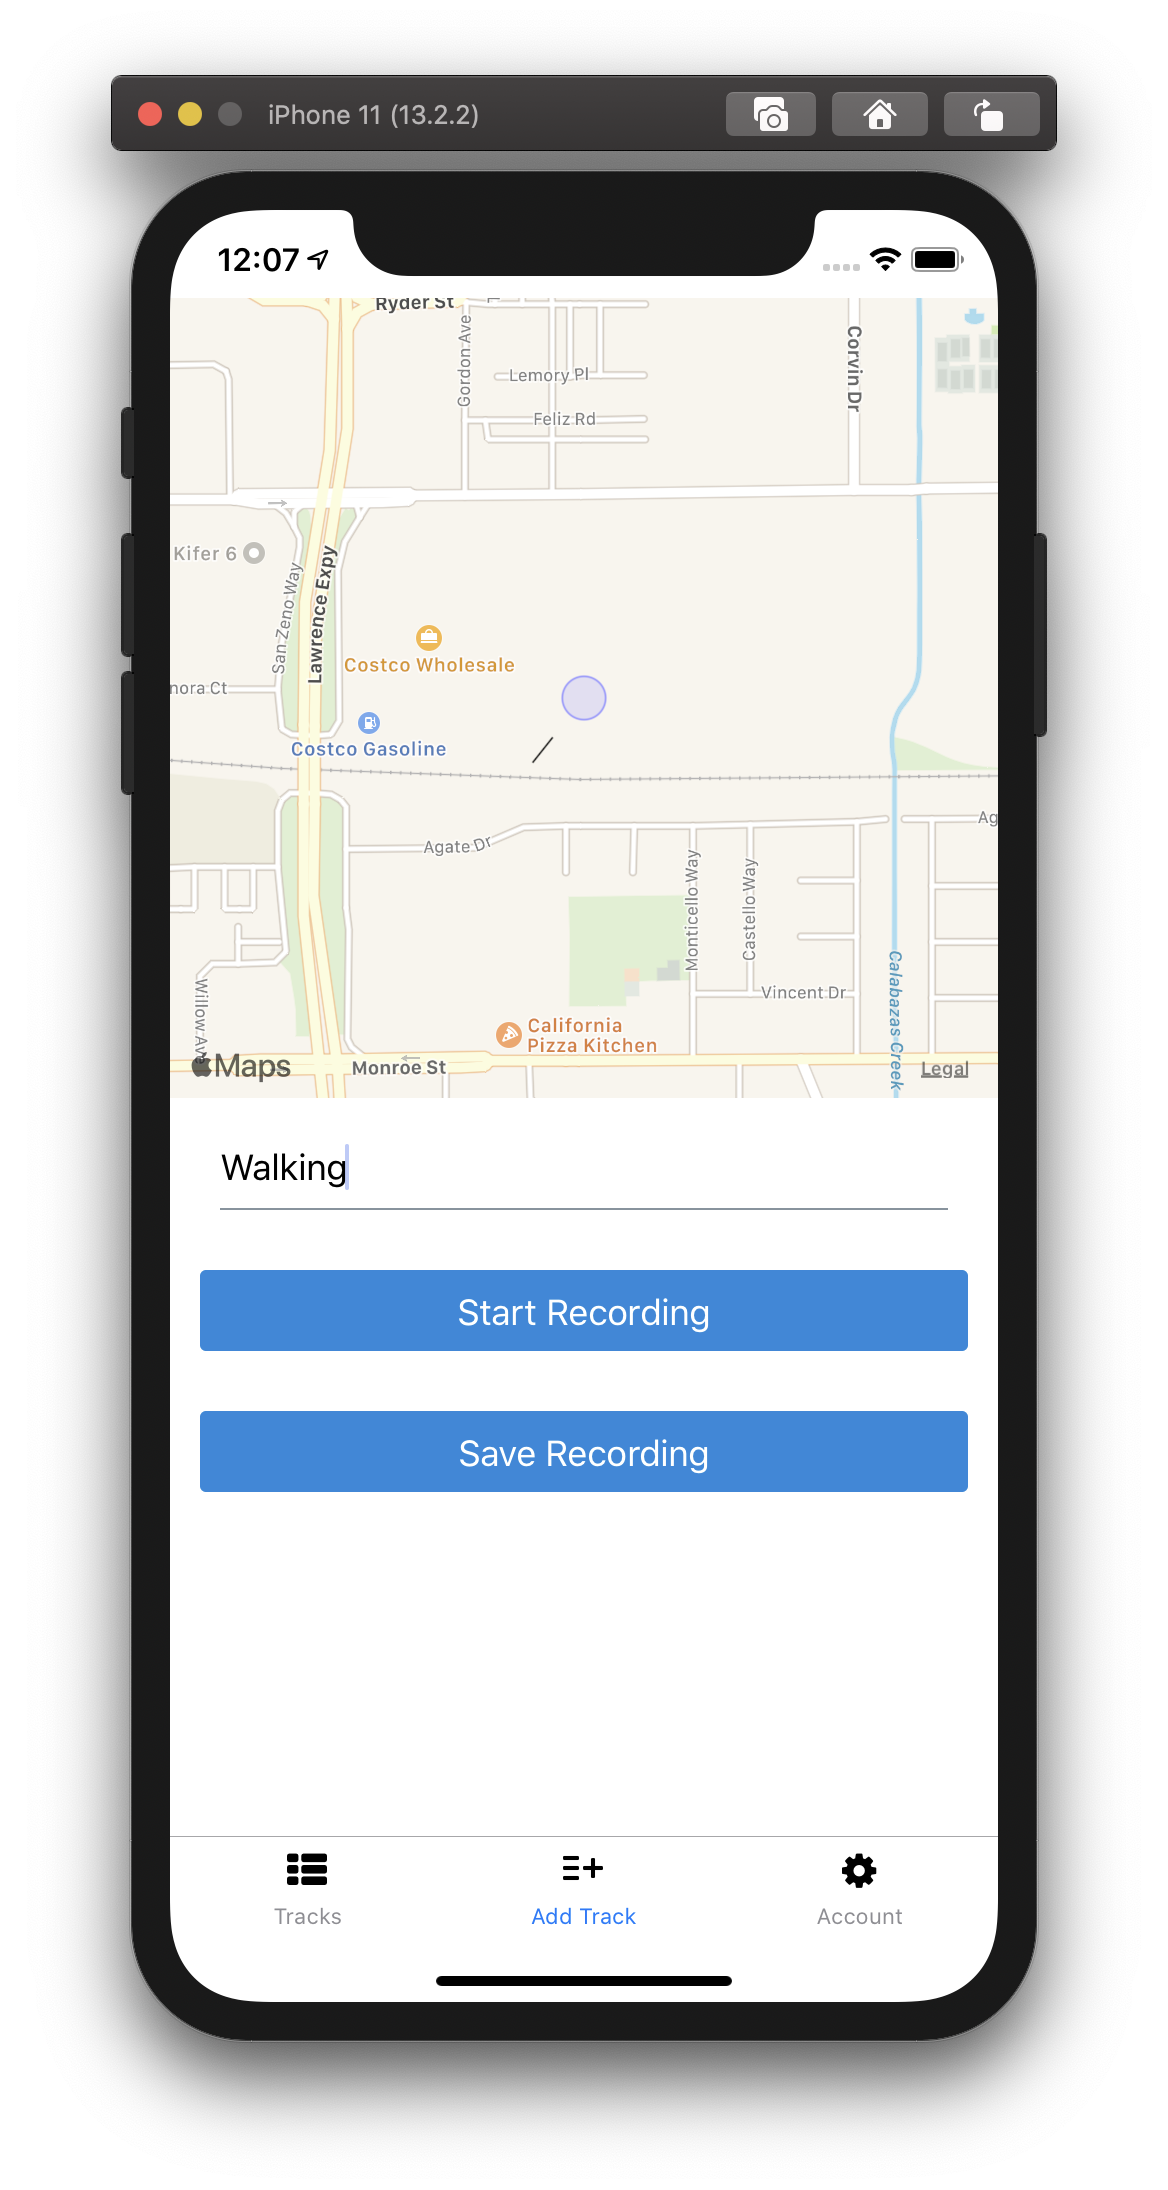 iPhone 11 (13.2.2)
12:07
Ryder St
Gordon Ave
Corvin Dr
Lemory Pl
Feliz Rd
Kifer 6
San Zeno Way
Lawrence Expy
Costco Wholesale
nora Ct
Costco Gasoline
Agate Dr
Ag
Monticello Way
Castello Way
Vincent Dr
Calabazas Creek
Willow Ave
California
Pizza Kitchen
Maps
Monroe St
Legal
Walking
Start Recording
Save Recording
Tracks
Add Track
Account